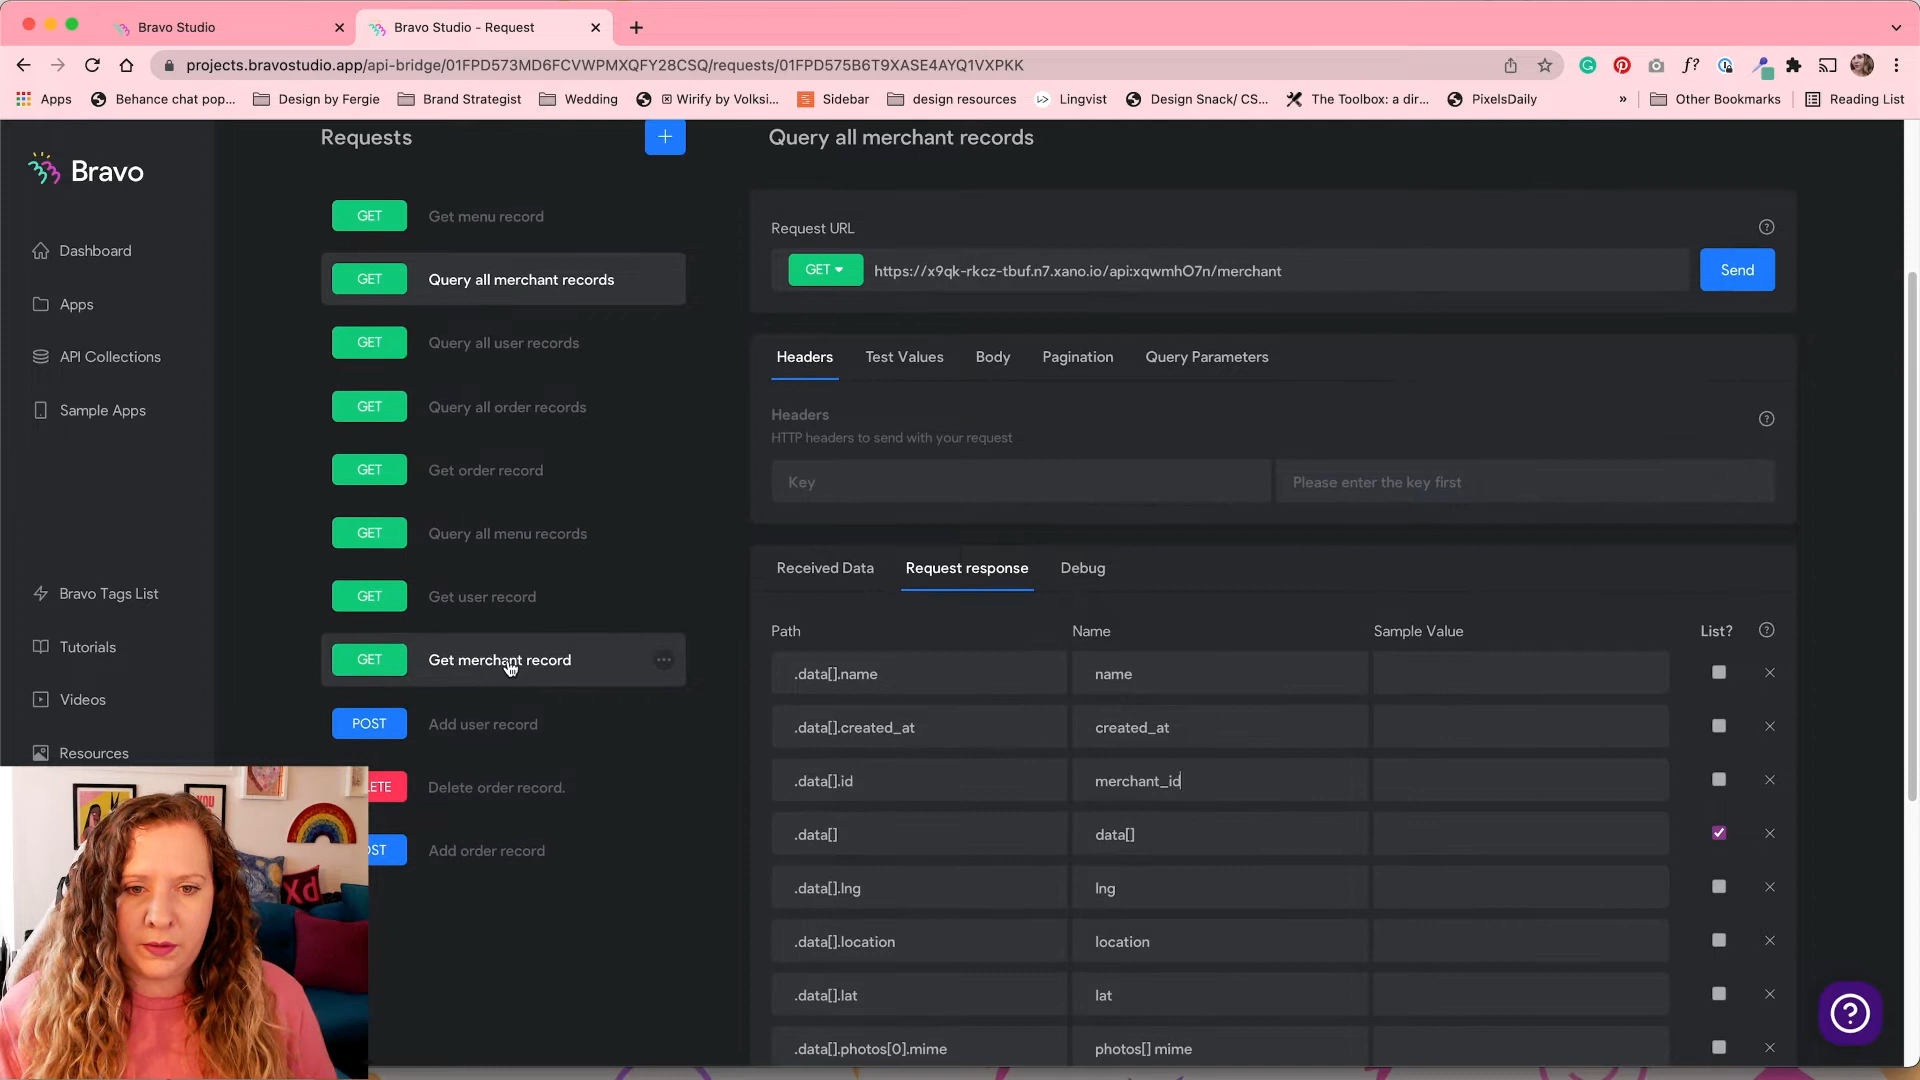 Bravo Studio
Bravo Studio - Request
projects.bravostudio.app/api-bridge/01FPD573MD6FCVWPMXQFY28CSQ/requests/01FPD575B6T9XASE4AYQ1VXPKK
Apps
Behance chat pop...
Design by Fergie
Brand Strategist
Wedding
Wirify by Volksi...
Sidebar
design resources
Lingvist
Design Snack/ CS...
The Toolbox: a dir...
PixelsDaily
»
Other Bookmarks
Reading List
Bravo
Dashboard
Apps
API Collections
Sample Apps
Bravo Tags List
Tutorials
Videos
Resources
Requests
+
GET Get menu record
GET Query all merchant records
GET Query all user records
GET Query all order records
GET Get order record
GET Query all menu records
GET Get user record
GET Get merchant record
POST Add user record
LETE Delete order record.
OST Add order record
Query all merchant records
Request URL
GET https://x9qk-rkcz-tbuf.n7.xano.io/api:xqwmhO7n/merchant
Send
Headers Test Values Body Pagination Query Parameters
Headers
HTTP headers to send with your request
Key Please enter the key first
Received Data Request response Debug
Path Name Sample Value List?
.data[].name name
.data[].created_at created_at
.data[].id merchant_id
.data[] data[]
.data[].lng lng
.data[].location location
.data[].lat lat
.data[].photos[0].mime photos[] mime
YOU
xd